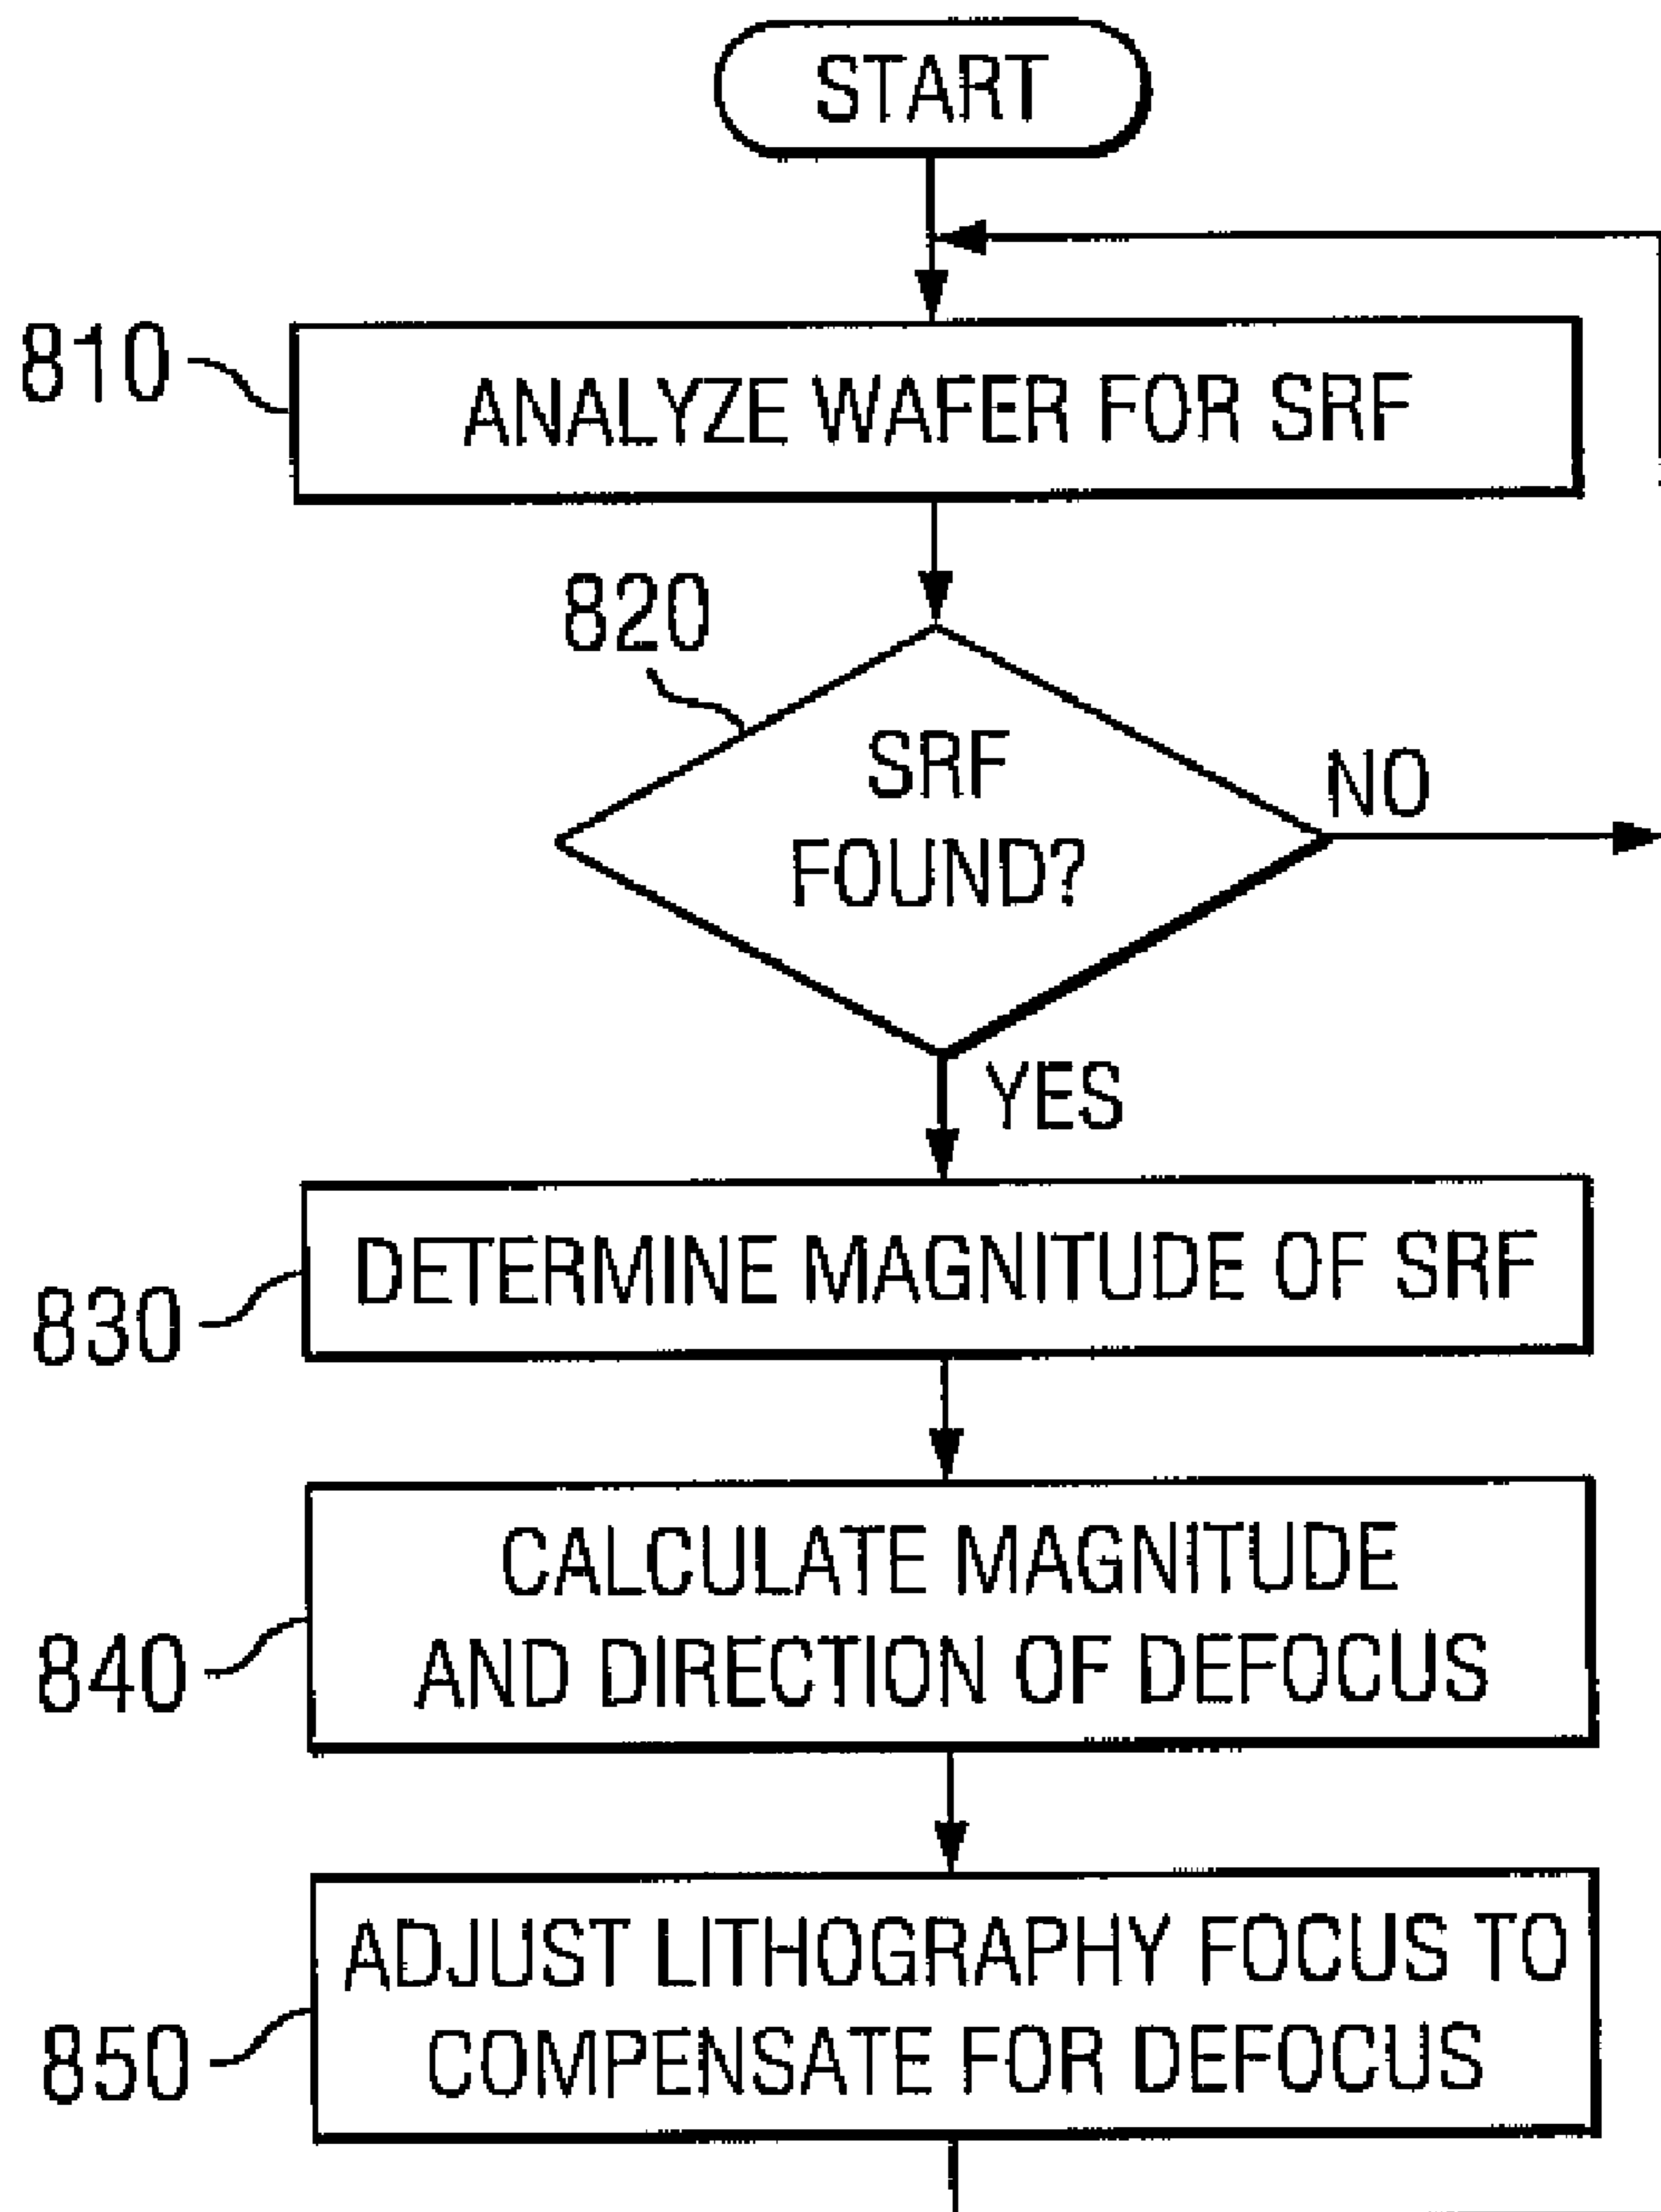 START
810
ANALYZE WAFER FOR SRF
820
SRF
FOUND?
NO
YES
830
DETERMINE MAGNITUDE OF SRF
840
CALCULATE MAGNITUDE
AND DIRECTION OF DEFOCUS
850
ADJUST LITHOGRAPHY FOCUS TO
COMPENSATE FOR DEFOCUS